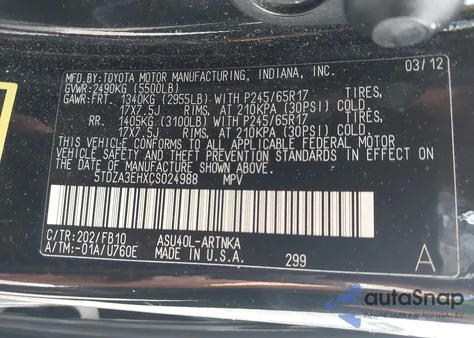 MFD.BY:TOYOTA MOTOR MANUFACTURING, INDIANA, INC. 03/12
GVWR:2490KG (5500LB)
GAWR:FRT. 1340KG (2955LB)-WITH P245/65R17 TIRES,
17X7.5J RIMS, AT 210KPA (30PSI) COLD.
RR. 1405KG (3100LB)-WITH P245/65R17 TIRES,
17X7.5J RIMS, AT 210KPA (30PSI) COLD.
THIS VEHICLE CONFORMS TO ALL APPLICABLE FEDERAL MOTOR
VEHICLE SAFETY AND THEFT PREVENTION STANDARDS IN EFFECT
ON THE DATE OF MANUFACTURE SHOWN ABOVE.
5TDZA3EHXCS024988 MPV
C/TR:202/FB10 ASU40L-ARTNKA
A/TM:-01A/U760E MADE IN U.S.A. 299 A
autoSnap